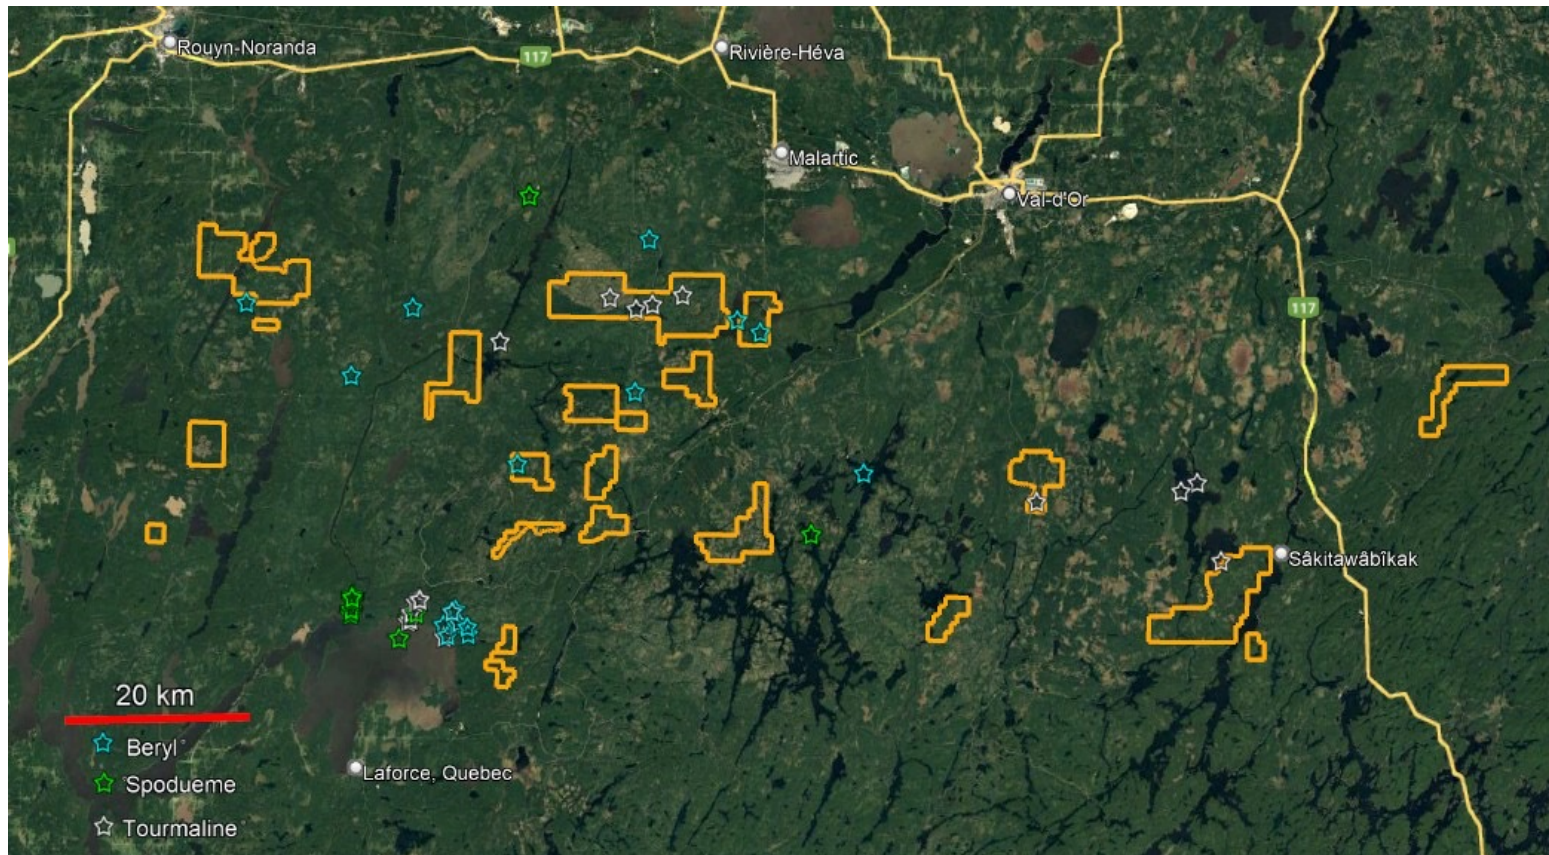 Rouyn-Noranda
117
Rivière-Héva
Malartic
Val-d'Or
117
Sâkitawâbîkak
20 km
Beryl
Spodueme
Laforce, Quebec
Tourmaline